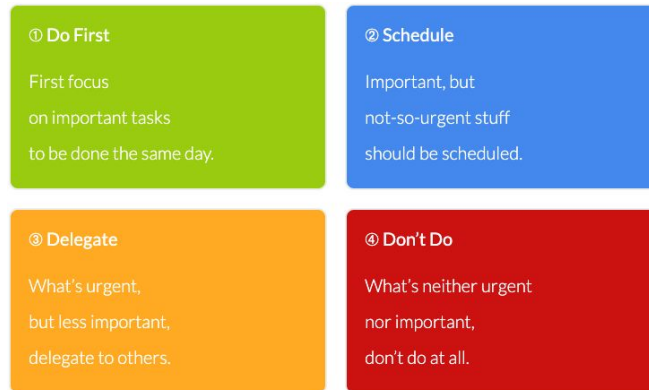 ① Do First
First focus
on important tasks
to be done the same day.
② Schedule
Important, but
not-so-urgent stuff
should be scheduled.
③ Delegate
What’s urgent,
but less important,
delegate to others.
④ Don’t Do
What’s neither urgent
nor important,
don’t do at all.